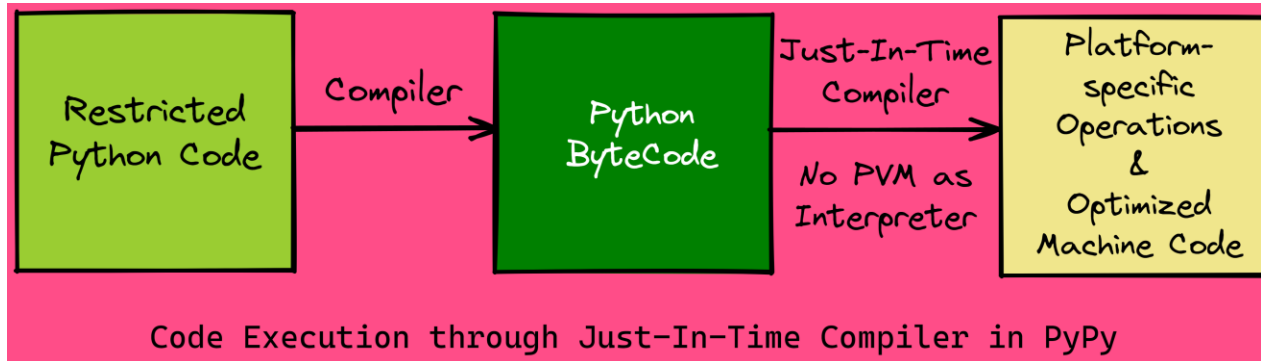 Restricted
Python Code
Compiler
Python
ByteCode
Just-In-Time
Compiler
No PVM as
Interpreter
Platform-
specific
Operations
&
Optimized
Machine Code
Code Execution through Just-In-Time Compiler in PyPy